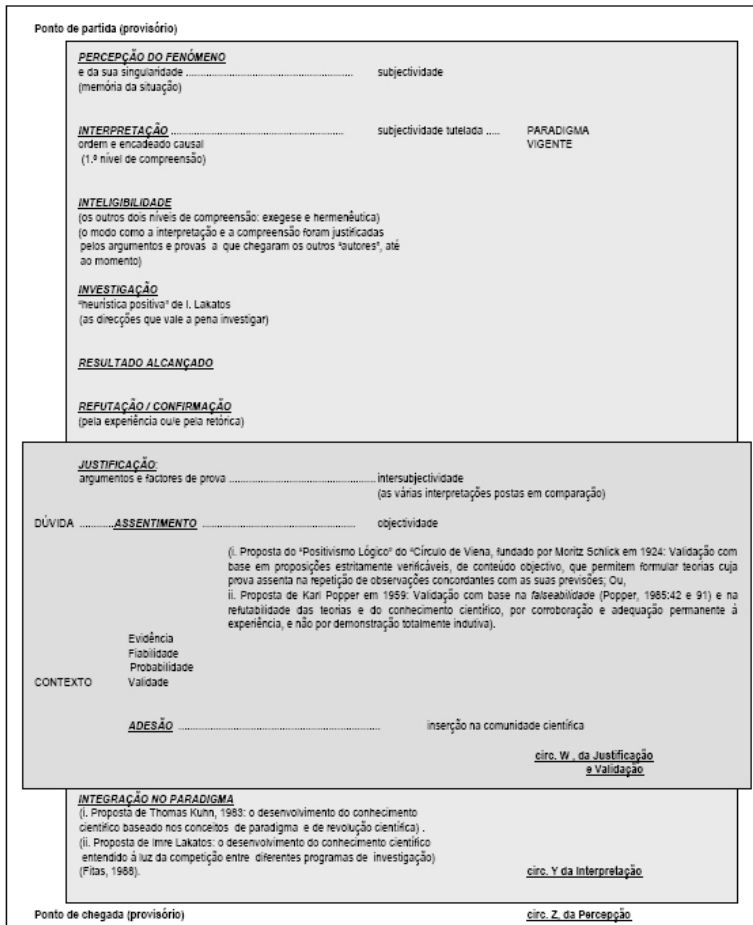 Ponto de partida (provisório)
PERCEPÇÃO DO FENÓMENO
e da sua singularidade ............................................................ subjectividade
(memória da situação)
INTERPRETAÇÃO .............................................................. subjectividade tutelada ..... PARADIGMA
ordem e encadeado causal VIGENTE
(1.º nível de compreensão)
INTELIGIBILIDADE
(os outros dois níveis de compreensão: exegese e hermenêutica)
(o modo como a interpretação e a compreensão foram justificadas
pelos argumentos e provas a que chegaram os outros "autores", até
ao momento)
INVESTIGAÇÃO
"heurística positiva" de I. Lakatos
(as direcções que vale a pena investigar)
RESULTADO ALCANÇADO
REFUTAÇÃO / CONFIRMAÇÃO
(pela experiência ou/e pela retórica)
JUSTIFICAÇÃO:
argumentos e factores de prova ....................................................intersubjectividade
(as várias interpretações postas em comparação)
DÚVIDA ............ASSENTIMENTO ....................................................... objectividade
(i. Proposta do "Positivismo Lógico" do "Círculo de Viena, fundado por Moritz Schlick em 1924: Validação com
base em proposições estritamente verificáveis, de conteúdo objectivo, que permitem formular teorias cuja
prova assenta na repetição de observações concordantes com as suas previsões; Ou,
ii. Proposta de Karl Popper em 1959: Validação com base na falseabilidade (Popper, 1985:42 e 91) e na
refutabilidade das teorias e do conhecimento científico, por corroboração e adequação permanente à
experiência, e não por demonstração totalmente indutiva).
Evidência
Fiabilidade
Probabilidade
CONTEXTO Validade
ADESÃO ......................................................................... inserção na comunidade científica
circ. W , da Justificação
e Validação
INTEGRAÇÃO NO PARADIGMA
(i. Proposta de Thomas Kuhn, 1983: o desenvolvimento do conhecimento
científico baseado nos conceitos de paradigma e de revolução científica) .
(ii. Proposta de Imre Lakatos: o desenvolvimento do conhecimento científico
entendido á luz da competição entre diferentes programas de investigação)
(Fitas, 1988). circ. Y da Interpretação
Ponto de chegada (provisório) circ. Z, da Percepção